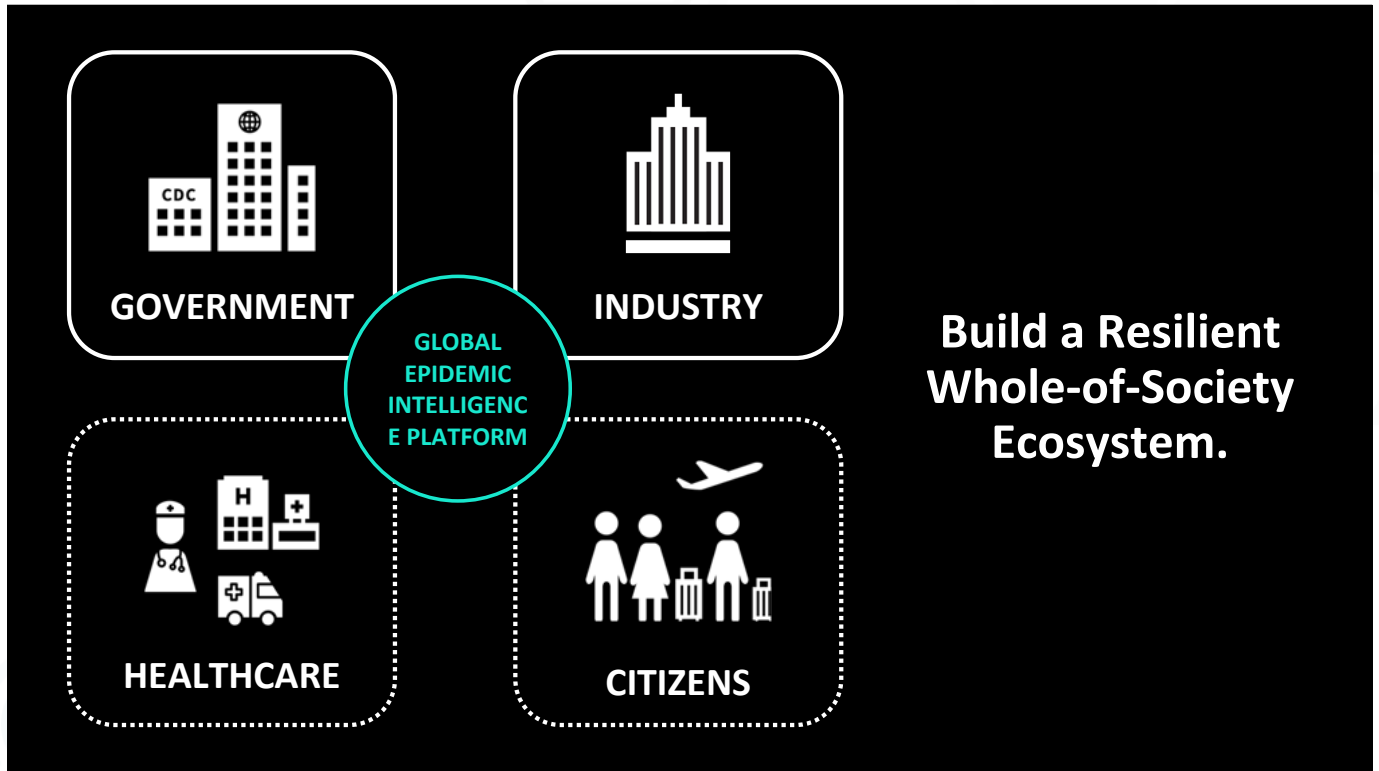 CDC
GOVERNMENT
INDUSTRY
GLOBAL
EPIDEMIC
INTELLIGENC
E PLATFORM
H
HEALTHCARE
CITIZENS
Build a Resilient
Whole-of-Society
Ecosystem.